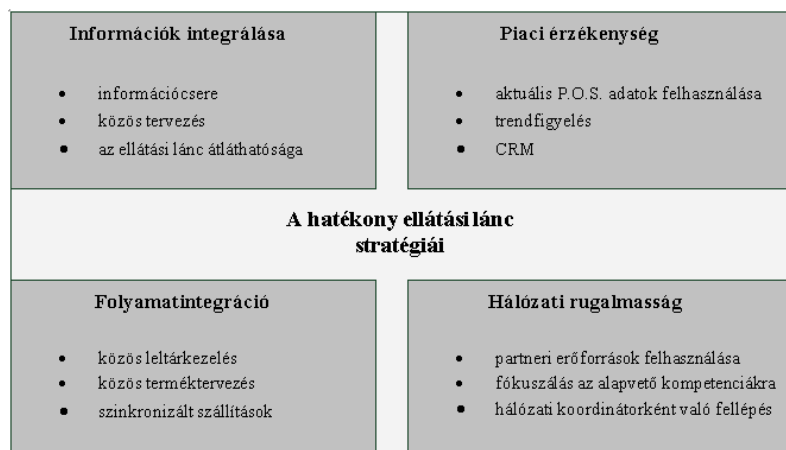 Információk integrálása
• információcsere
• közös tervezés
• az ellátási lánc átláthatósága
Piaci érzékenység
• aktuális P.O.S. adatok felhasználása
• trendfigyelés
• CRM
A hatékony ellátási lánc
stratégiái
Folyamatintegráció
• közös leltárkezelés
• közös terméktervezés
• szinkronizált szállítások
Hálózati rugalmasság
• partneri erőforrások felhasználása
• fókuszálás az alapvető kompetenciákra
• hálózati koordinátorként való fellépés